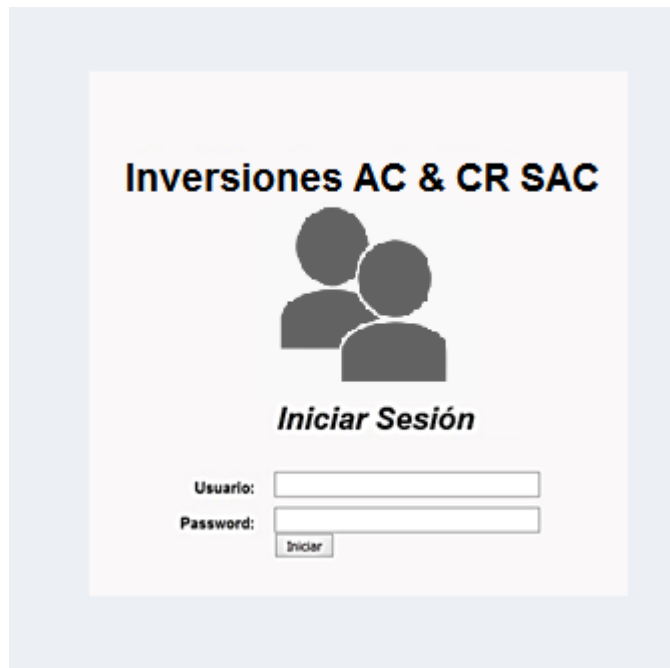 Inversiones AC & CR SAC
Iniciar Sesión
Usuario:
Password:
Iniciar